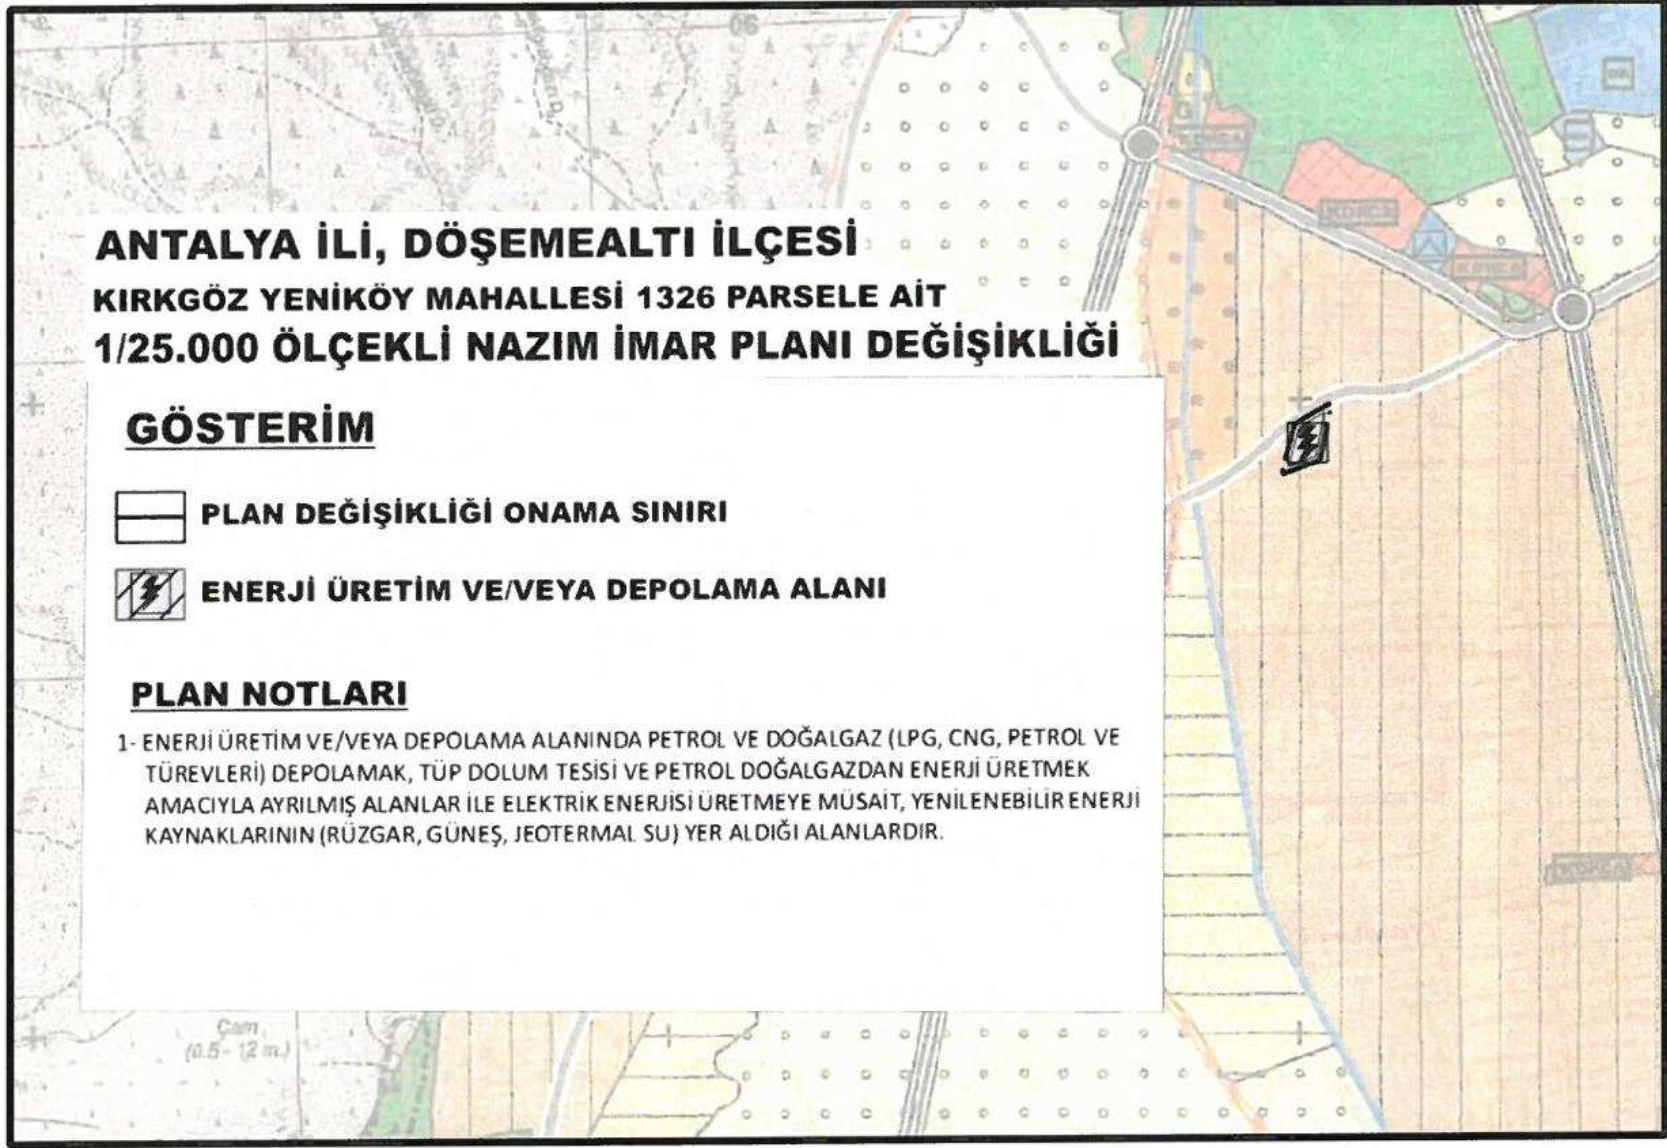 06
ANTALYA İLİ, DÖŞEMEALTI İLÇESİ
KIRKGÖZ YENİKÖY MAHALLESİ 1326 PARSELE AİT
1/25.000 ÖLÇEKLİ NAZIM İMAR PLANI DEĞİŞİKLİĞİ
GÖSTERİM
PLAN DEĞİŞİKLİĞİ ONAMA SINIRI
ENERJİ ÜRETİM VE/VEYA DEPOLAMA ALANI
PLAN NOTLARI
1- ENERJİ ÜRETİM VE/VEYA DEPOLAMA ALANINDA PETROL VE DOĞALGAZ (LPG, CNG, PETROL VE
TÜREVLERİ) DEPOLAMAK, TÜP DOLUM TESİSİ VE PETROL DOĞALGAZDAN ENERJİ ÜRETMEK
AMACIYLA AYRILMIŞ ALANLAR İLE ELEKTRİK ENERJİSİ ÜRETMEYE MÜSAİT, YENİLENEBİLİR ENERJİ
KAYNAKLARININ (RÜZGAR, GÜNEŞ, JEOTERMAL SU) YER ALDIĞI ALANLARDIR.
Çam
(0.5 - 12 m.)